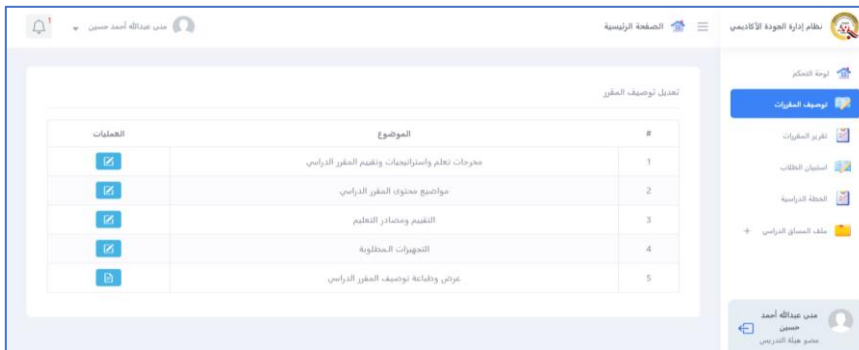 نظام إدارة الجودة الأكاديمي
الصفحة الرئيسية
منى عبدالله أحمد حسين
1
لوحة التحكم
توصيف المقررات
تقرير المقررات
استبيان الطلاب
الخطة الدراسية
ملف المساق الدراسي +
منى عبدالله أحمد
حسين
عضو هيئة التدريس
تعديل توصيف المقرر
# الموضوع العمليات
1 مخرجات تعلم واستراتيجيات وتقييم المقرر الدراسي
2 مواضيع محتوى المقرر الدراسي
3 التقييم ومصادر التعليم
4 التجهيزات المطلوبة
5 عرض وطباعة توصيف المقرر الدراسي